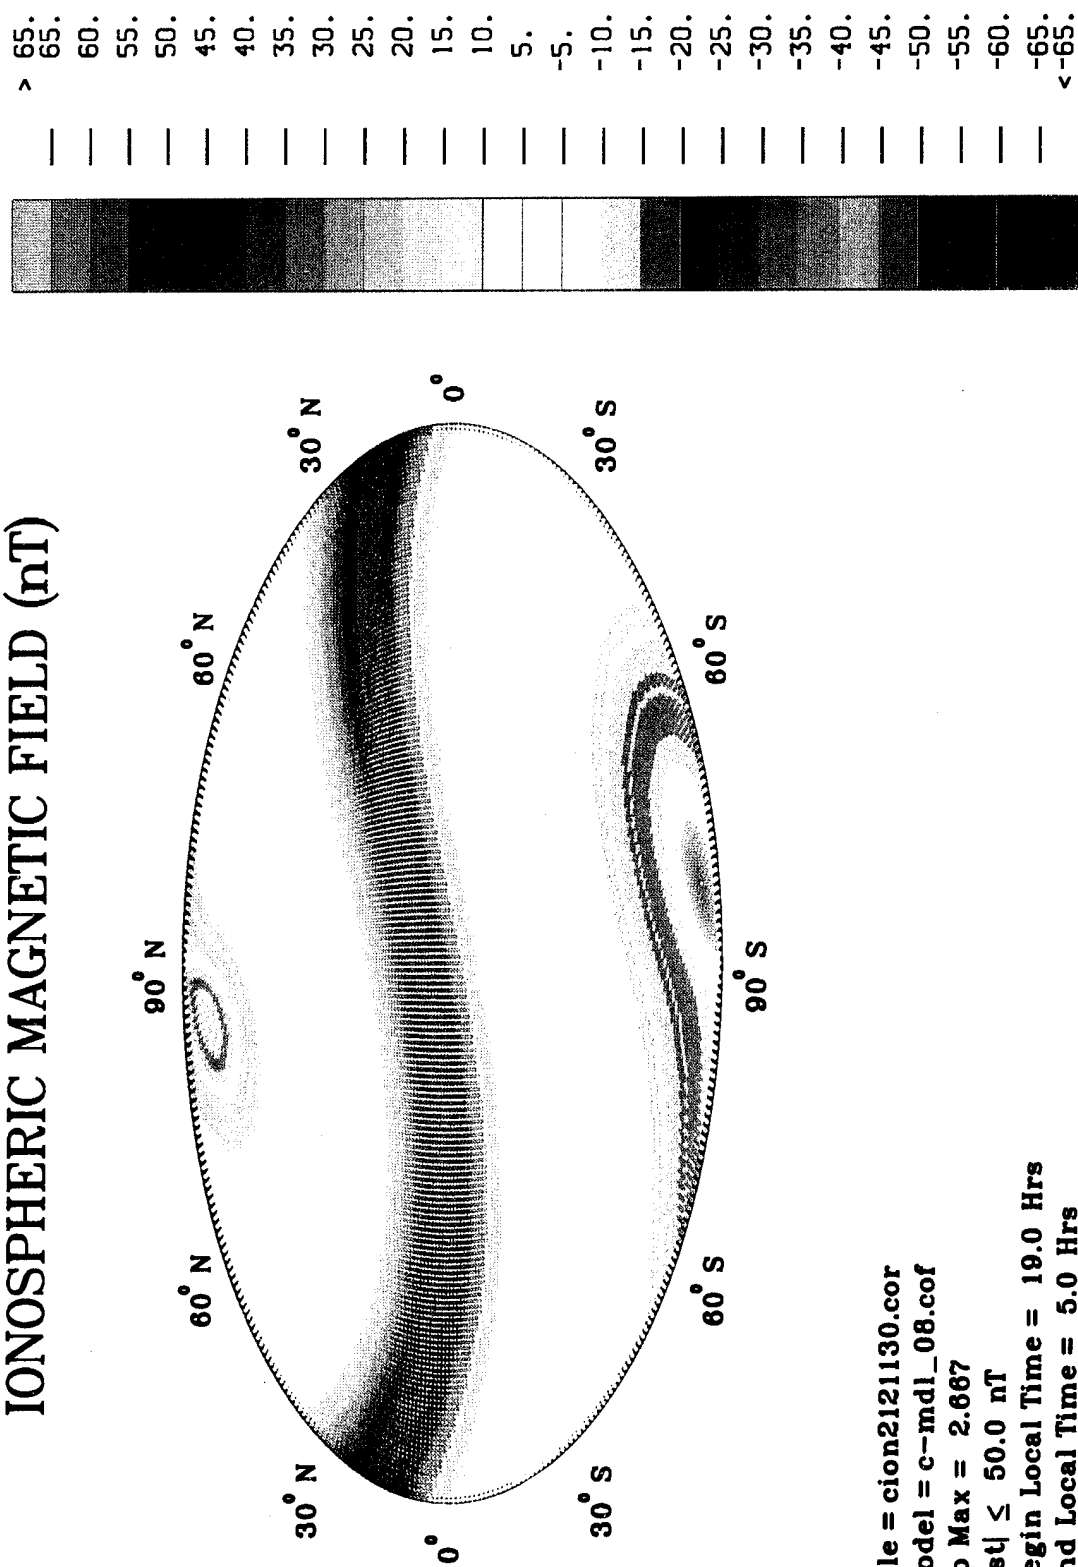 IONOSPHERIC MAGNETIC FIELD (nT)
90° N
60° N
60° N
30° N
30° N
0°
0°
30° S
30° S
60° S
60° S
90° S
> 65.
65.
60.
55.
50.
45.
40.
35.
30.
25.
20.
15.
10.
5.
-5.
-10.
-15.
-20.
-25.
-30.
-35.
-40.
-45.
-50.
-55.
-60.
-65.
<-65.
le = cion2121130.cor
odel = c-mdl_08.cof
p Max = 2.667
st| ≤ 50.0 nT
egin Local Time = 19.0 Hrs
nd Local Time = 5.0 Hrs